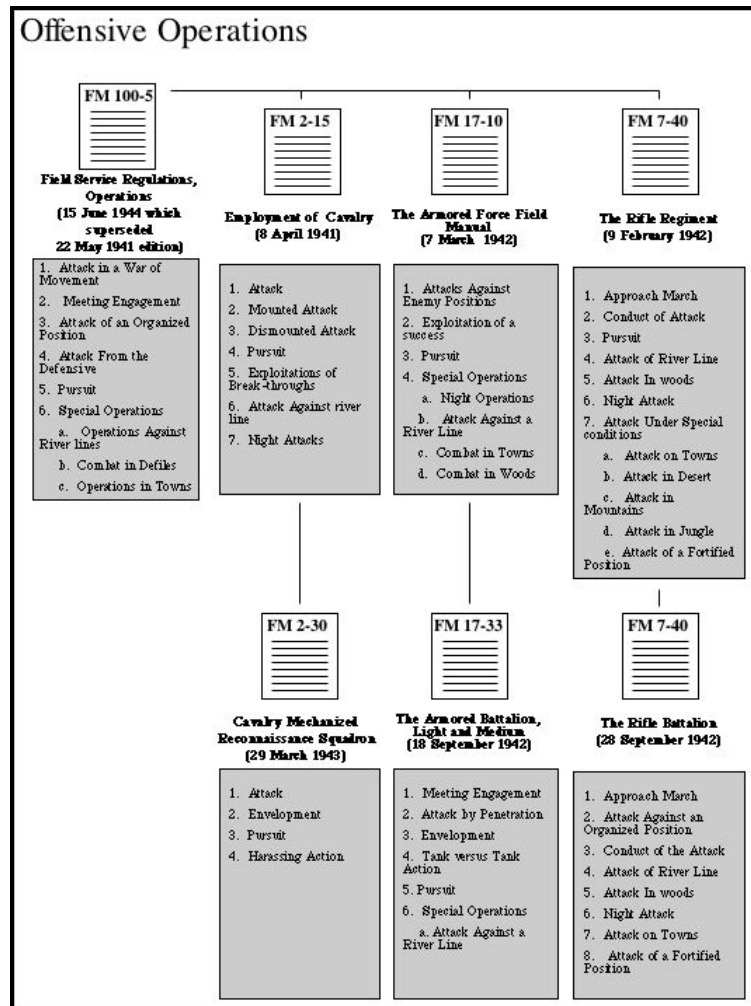 Offensive Operations
FM 100-5
Field Service Regulations,
Operations
(15 June 1944 which
superseded
22 May 1941 edition)
1. Attack in a War of
Movement
2. Meeting Engagement
3. Attack of an Organized
Position
4. Attack From the
Defensive
5. Pursuit
6. Special Operations
a. Operations Against
River lines
b. Combat in Defiles
c. Operations in Towns
FM 2-15
Employment of Cavalry
(8 April 1941)
1. Attack
2. Mounted Attack
3. Dismounted Attack
4. Pursuit
5. Exploitations of
Break-throughs
6. Attack Against river
line
7. Night Attacks
FM 17-10
The Armored Force Field
Manual
(7 March 1942)
1. Attacks Against
Enemy Positions
2. Exploitation of a
success
3. Pursuit
4. Special Operations
a. Night Operations
b. Attack Against a
River Line
c. Combat in Towns
d. Combat in Woods
FM 7-40
The Rifle Regiment
(9 February 1942)
1. Approach March
2. Conduct of Attack
3. Pursuit
4. Attack of River Line
5. Attack In woods
6. Night Attack
7. Attack Under Special
conditions
a. Attack on Towns
b. Attack in Desert
c. Attack in
Mountains
d. Attack in Jungle
e. Attack of a Fortified
Position
FM 2-30
Cavalry Mechanized
Reconnaissance Squadron
(29 March 1943)
1. Attack
2. Envelopment
3. Pursuit
4. Harassing Action
FM 17-33
The Armored Battalion,
Light and Medium
(18 September 1942)
1. Meeting Engagement
2. Attack by Penetration
3. Envelopment
4. Tank versus Tank
Action
5. Pursuit
6. Special Operations
a. Attack Against a
River Line
FM 7-40
The Rifle Battalion
(28 September 1942)
1. Approach March
2. Attack Against an
Organized Position
3. Conduct of the Attack
4. Attack of River Line
5. Attack In woods
6. Night Attack
7. Attack on Towns
8. Attack of a Fortified
Position